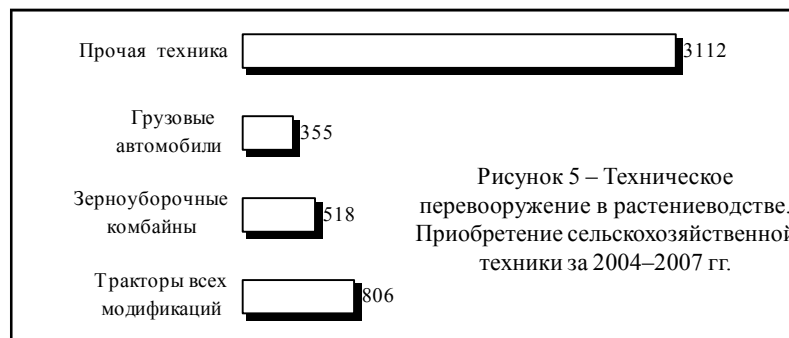 Прочая техника
3112
Грузовые
автомобили
355
Зерноуборочные
комбайны
518
Тракторы всех
модификаций
806
Рисунок 5 – Техническое
перевооружение в растениеводстве.
Приобретение сельскохозяйственной
техники за 2004–2007 гг.